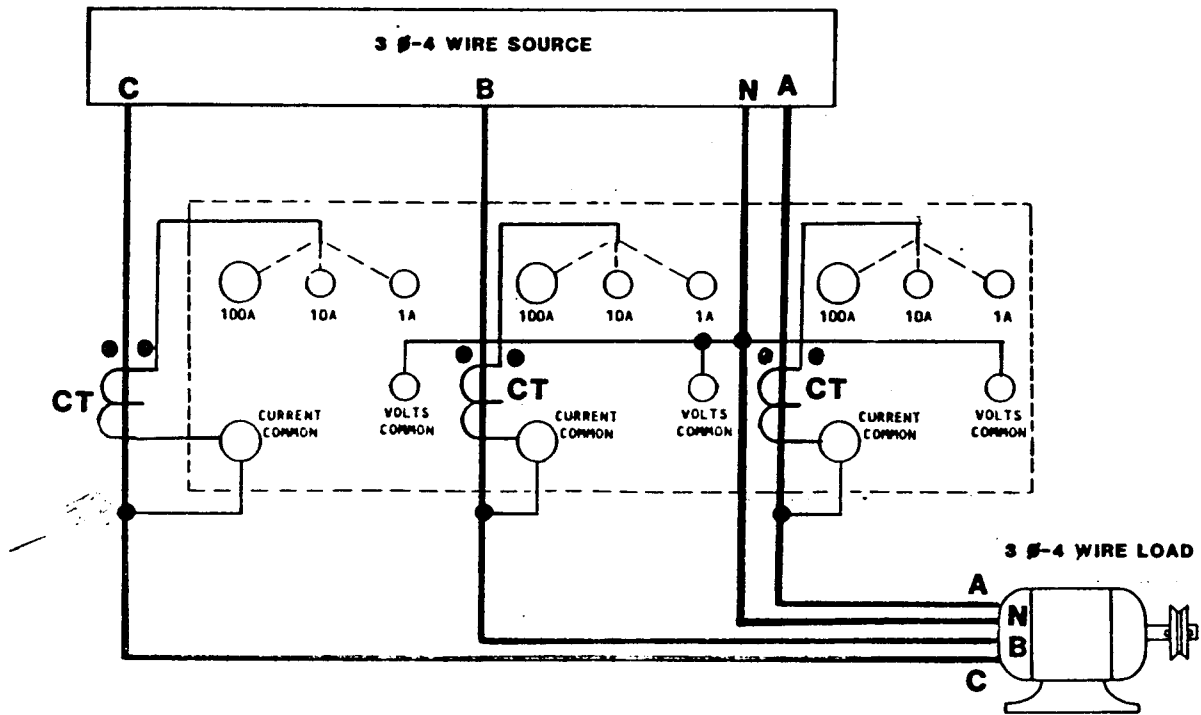 3 Ø-4 WIRE SOURCE
C
B
N
A
100A
10A
1A
100A
10A
1A
100A
10A
1A
CT
CURRENT
COMMON
VOLTS
COMMON
CT
CURRENT
COMMON
VOLTS
COMMON
CT
CURRENT
COMMON
VOLTS
COMMON
3 Ø-4 WIRE LOAD
A
N
B
C